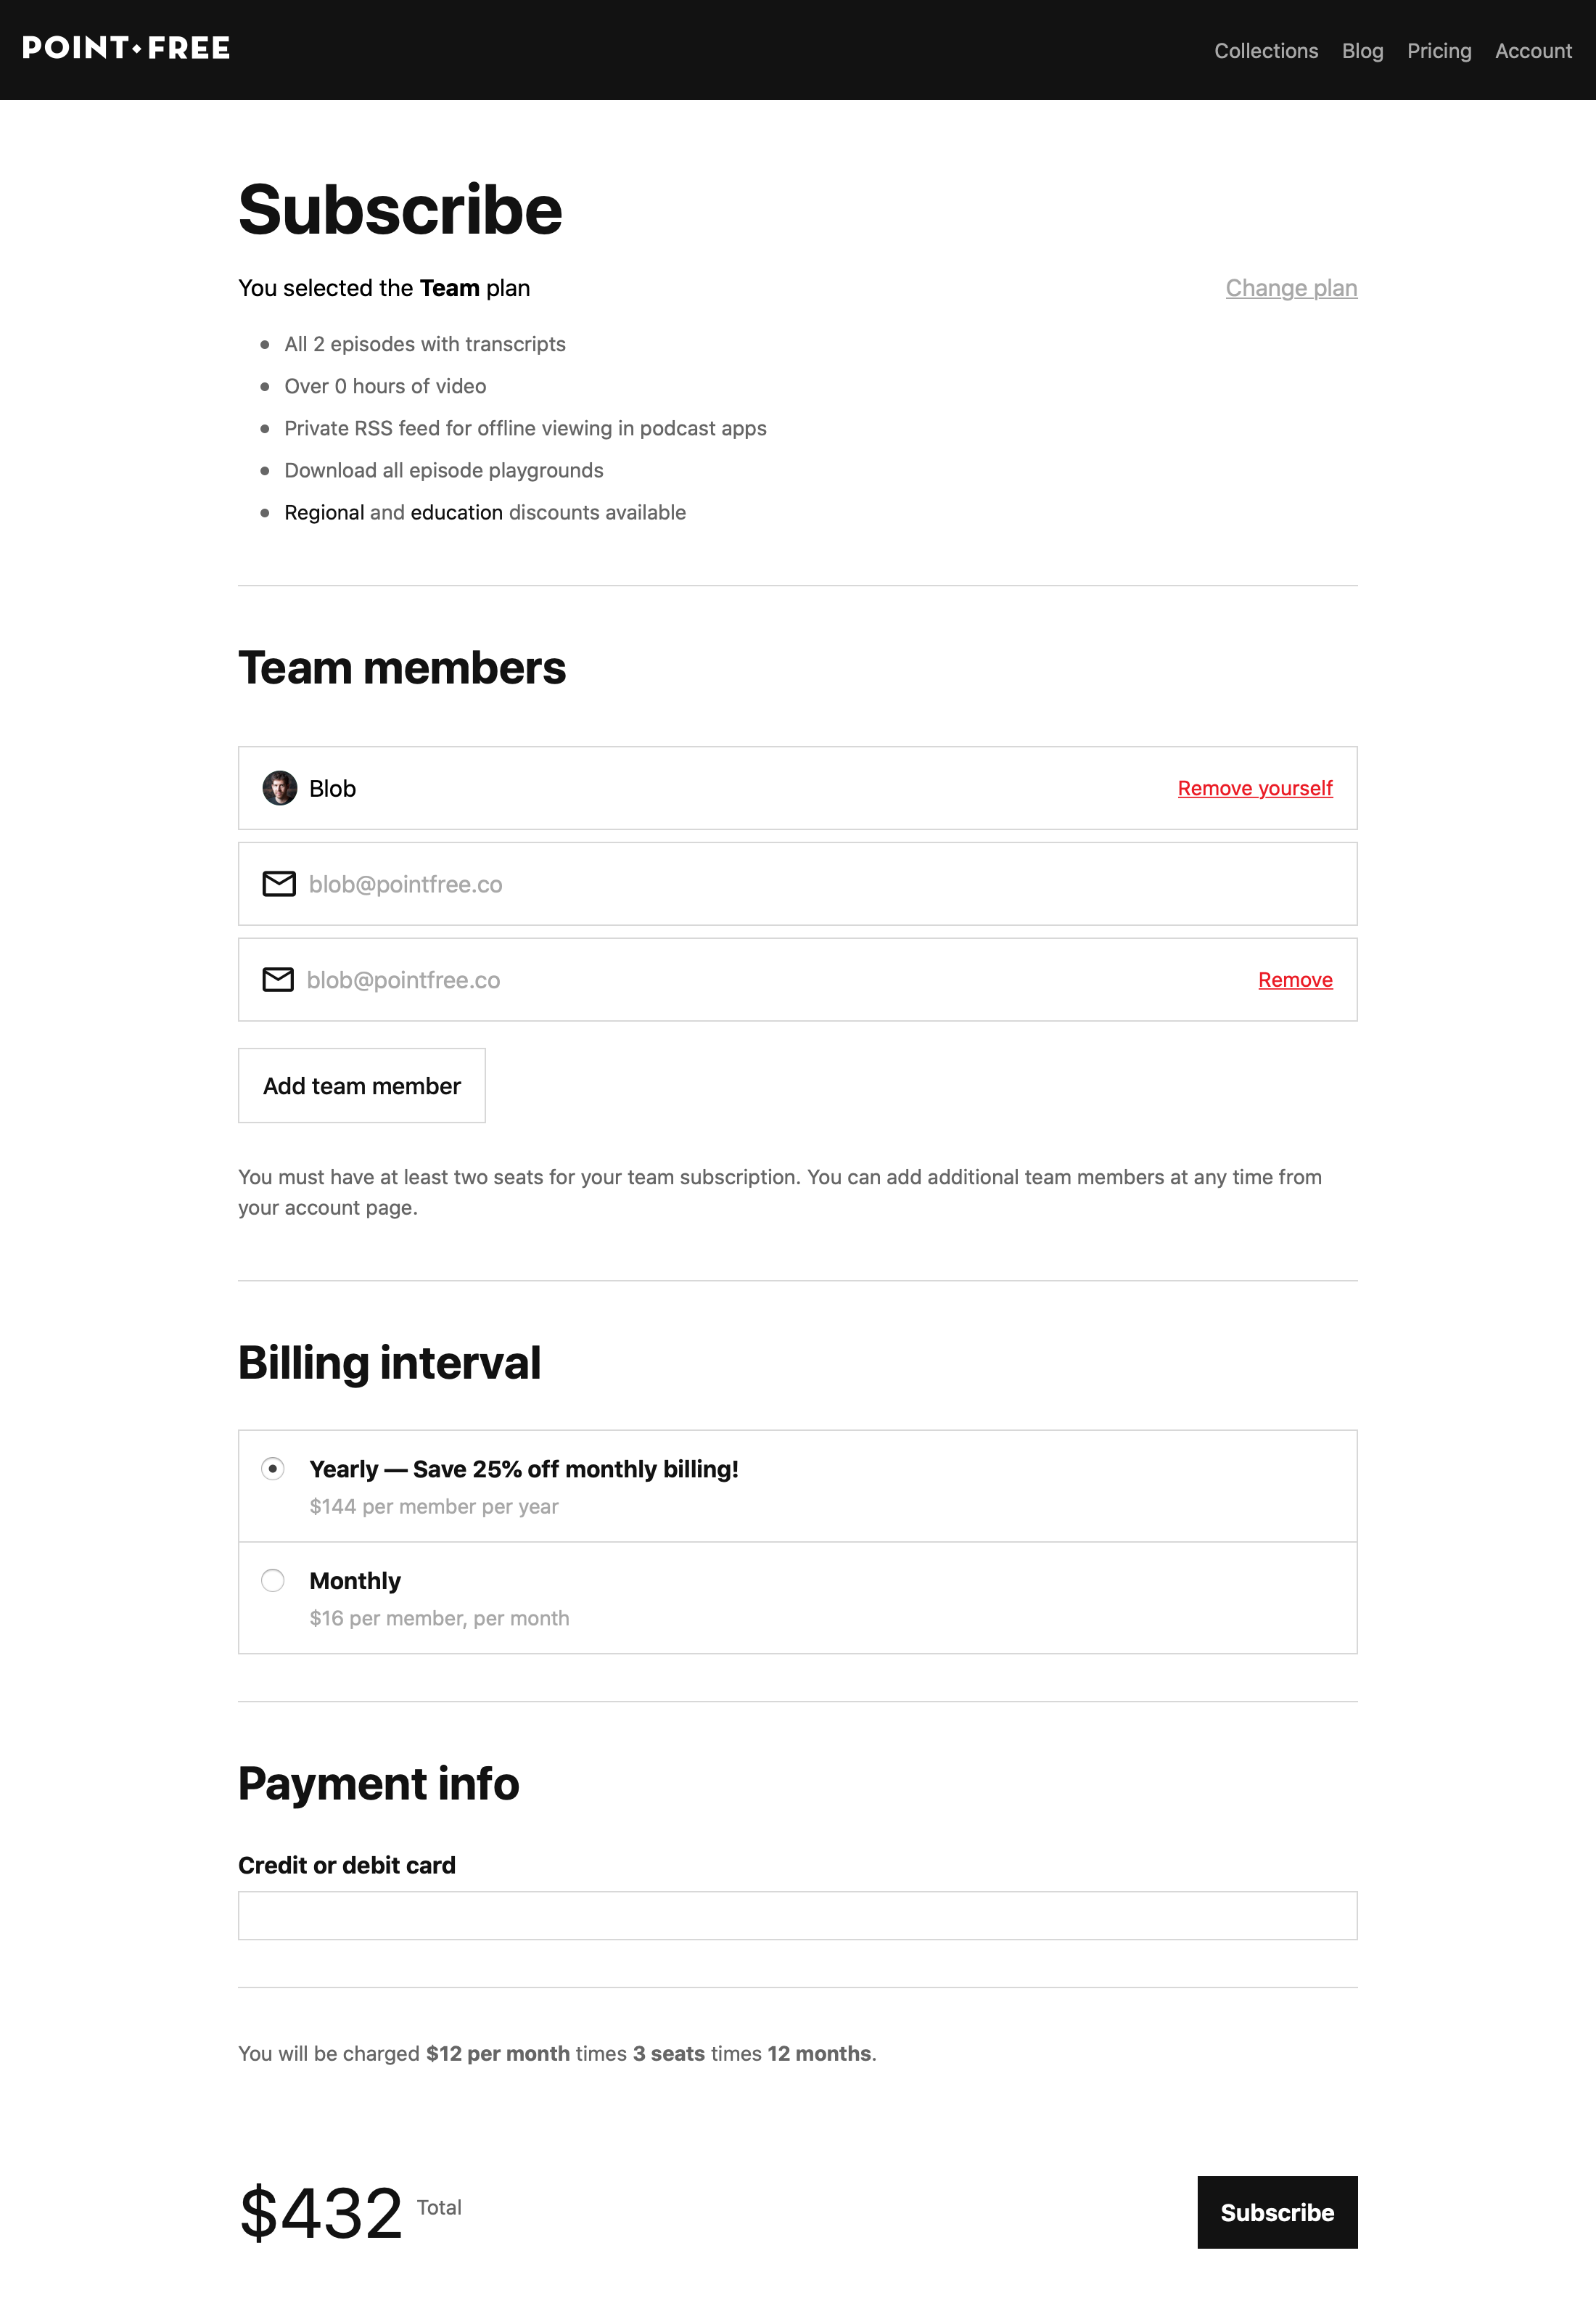 POINT•FREE
Collections Blog Pricing Account
Subscribe
You selected the Team plan
Change plan
• All 2 episodes with transcripts
• Over 0 hours of video
• Private RSS feed for offline viewing in podcast apps
• Download all episode playgrounds
• Regional and education discounts available
Team members
Blob
Remove yourself
blob@pointfree.co
blob@pointfree.co
Remove
Add team member
You must have at least two seats for your team subscription. You can add additional team members at any time from
your account page.
Billing interval
Yearly — Save 25% off monthly billing!
$144 per member per year
Monthly
$16 per member, per month
Payment info
Credit or debit card
You will be charged $12 per month times 3 seats times 12 months.
$432 Total
Subscribe